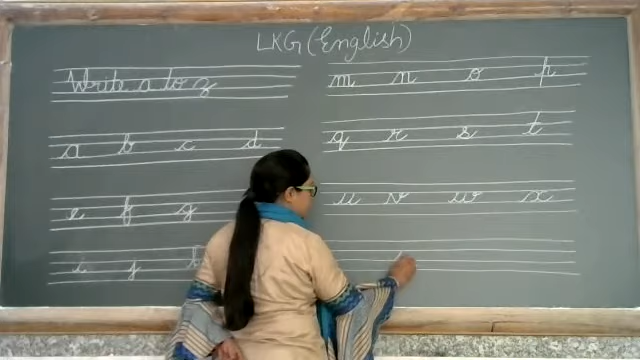 LKG (English)
Write a to z
a b c d
e f g
i j k
m n o p
q r s t
u v w x